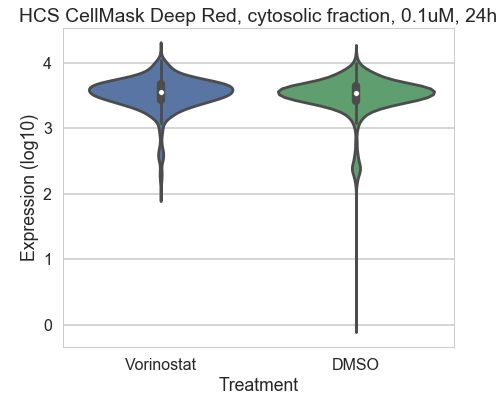 HCS CellMask Deep Red, cytosolic fraction, 0.1uM, 24h
Expression (log10)
4
3
2
1
0
Vorinostat
DMSO
Treatment